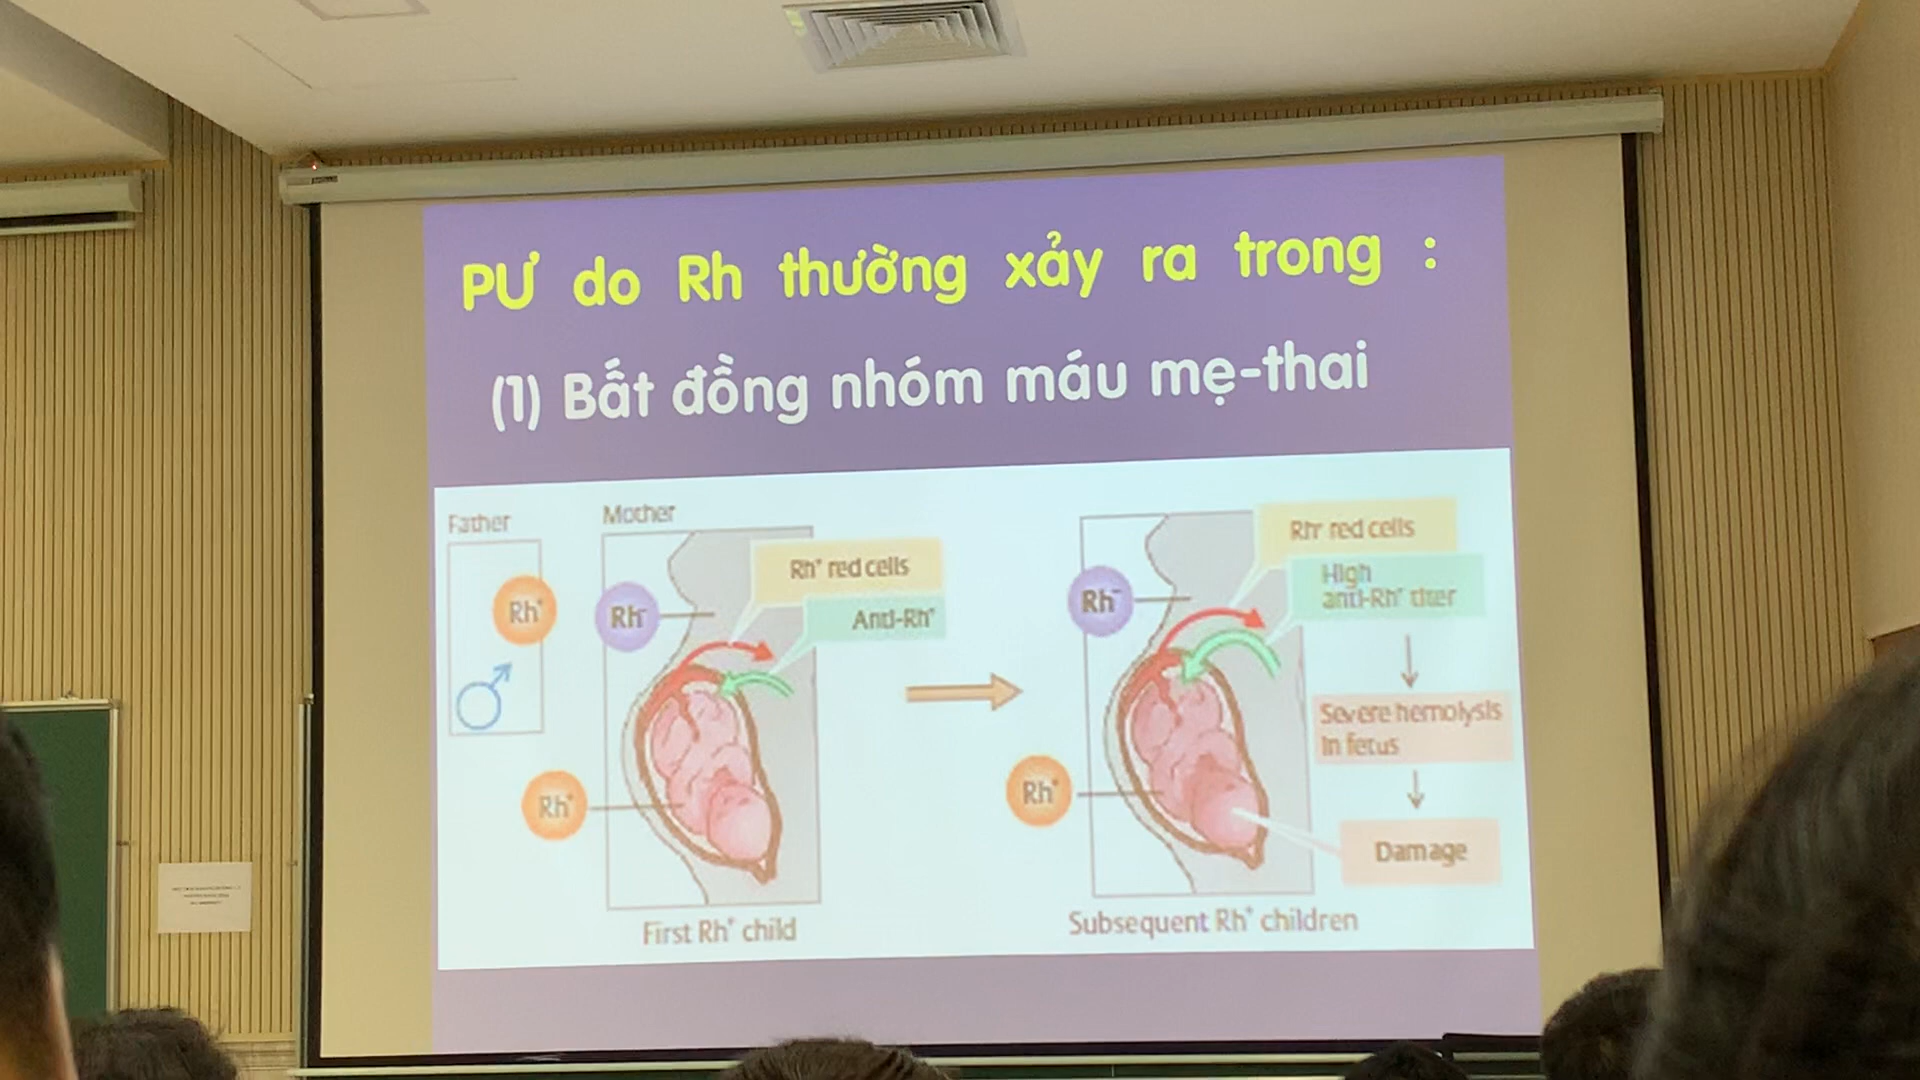 PƯ do Rh thường xảy ra trong :
(1) Bất đồng nhóm máu mẹ-thai
Father
Mother
Rh⁺
Rh⁻
Rh⁺ red cells
Anti-Rh⁺
Rh⁺
First Rh⁺ child
Rh⁻
Rh⁺ red cells
High
anti-Rh⁺ titer
Severe hemolysis
in fetus
Rh⁺
Damage
Subsequent Rh⁺ children